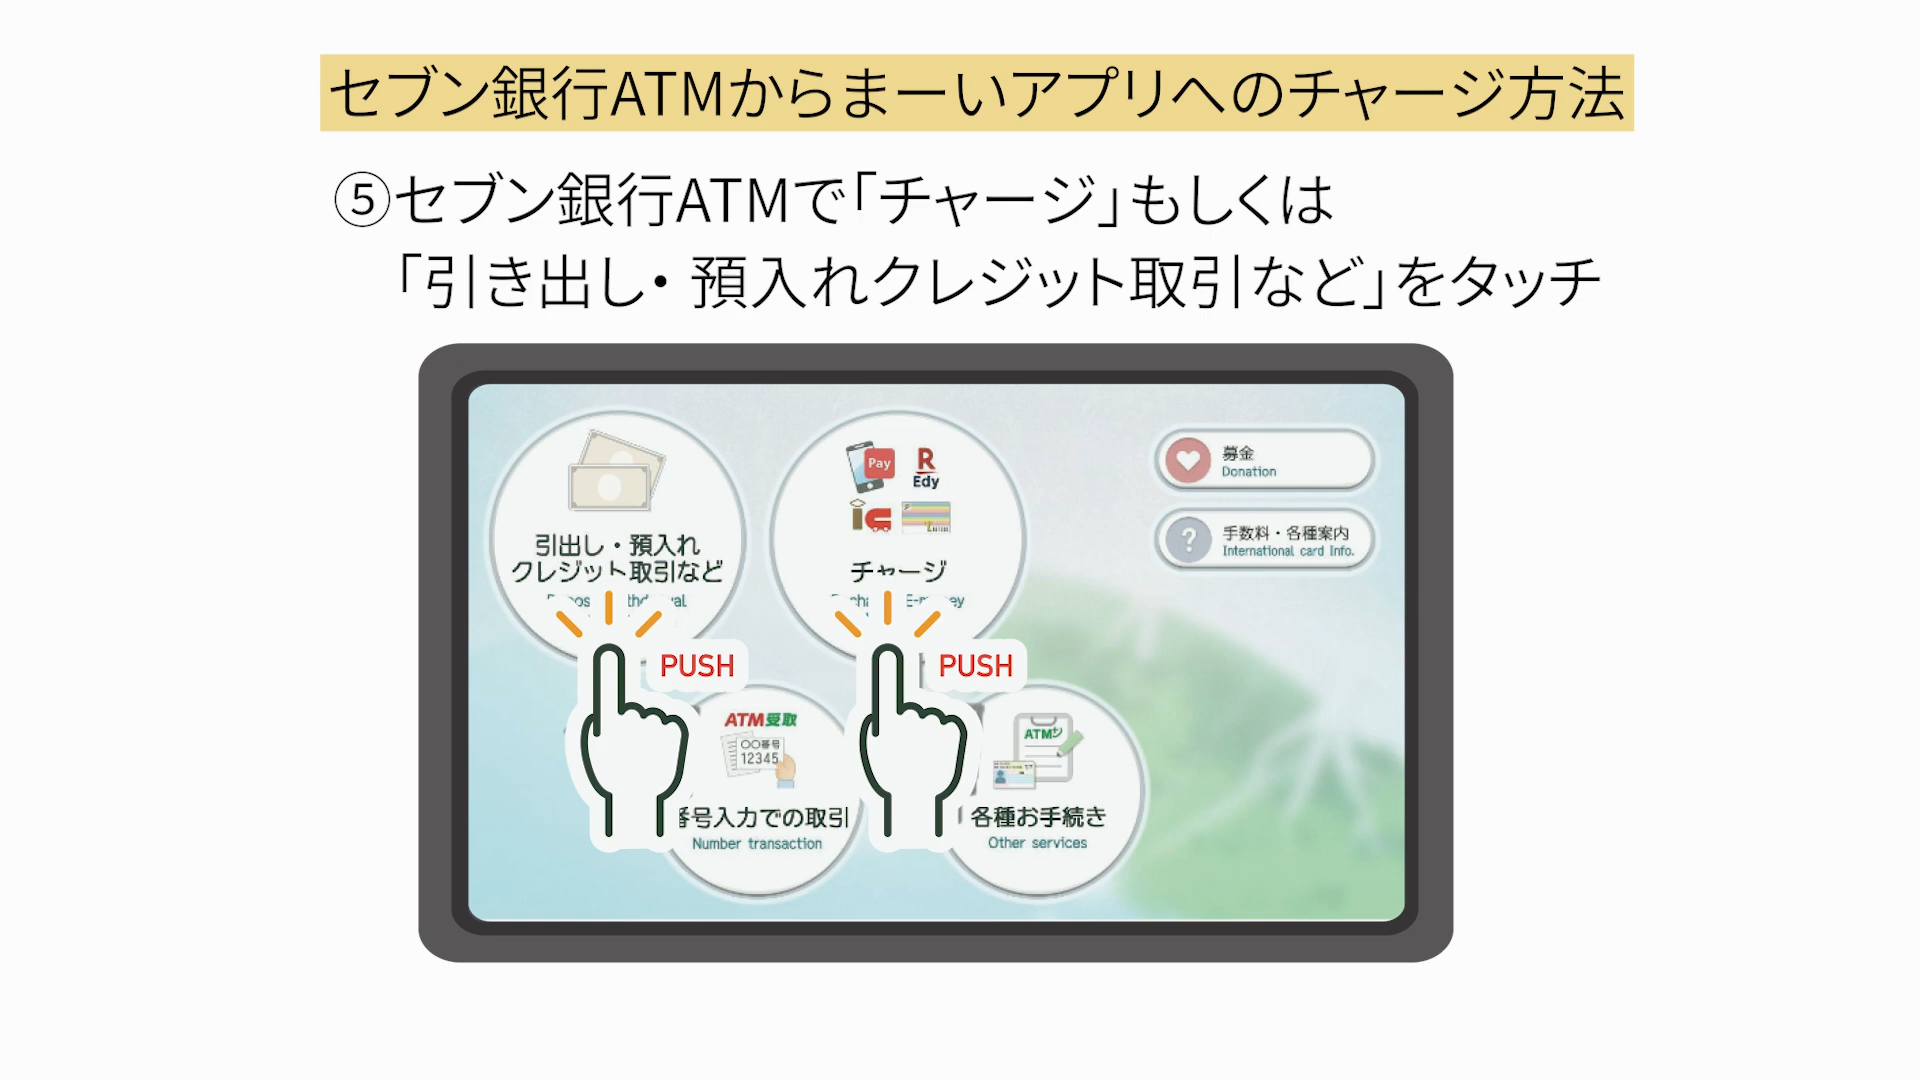 セブン銀行ATMからまーいアプリへのチャージ方法
⑤セブン銀行ATMで「チャージ」もしくは
「引き出し・預入れクレジット取引など」をタッチ
引出し・預入れ
クレジット取引など
PUSH
Pay
R
Edy
チャージ
PUSH
募金
Donation
手数料・各種案内
International card Info.
ATM受取
〇〇番号
12345
番号入力での取引
Number transaction
ATM
各種お手続き
Other services